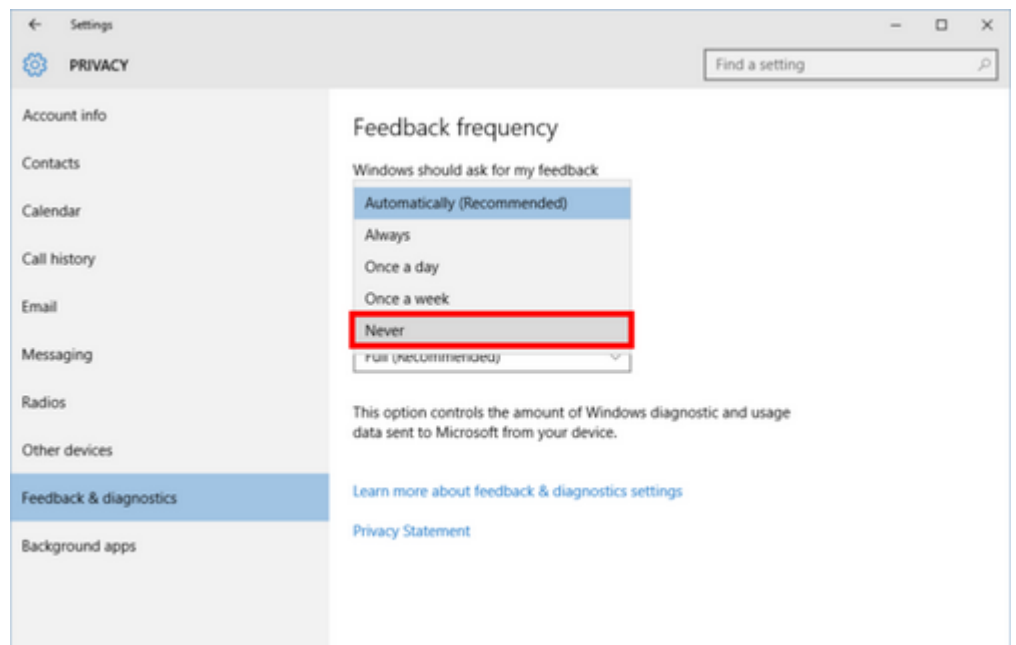 Settings
PRIVACY
Find a setting
Account info
Contacts
Calendar
Call history
Email
Messaging
Radios
Other devices
Feedback & diagnostics
Background apps
Feedback frequency
Windows should ask for my feedback
Automatically (Recommended)
Always
Once a day
Once a week
Never
Full (Recommended)
This option controls the amount of Windows diagnostic and usage
data sent to Microsoft from your device.
Learn more about feedback & diagnostics settings
Privacy Statement